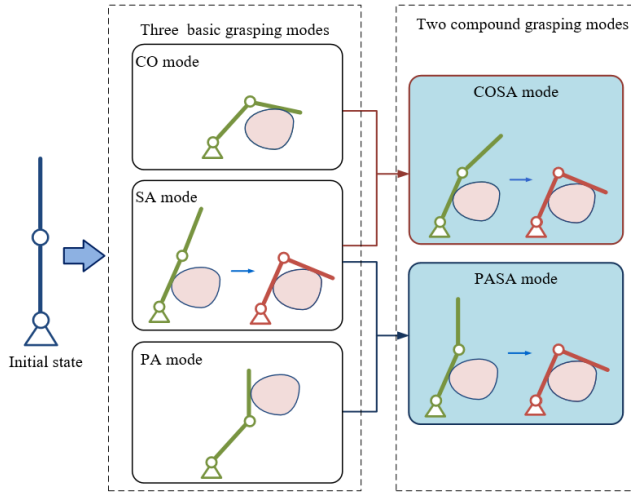 Three basic grasping modes
Two compound grasping modes
CO mode
COSA mode
SA mode
PASA mode
PA mode
Initial state